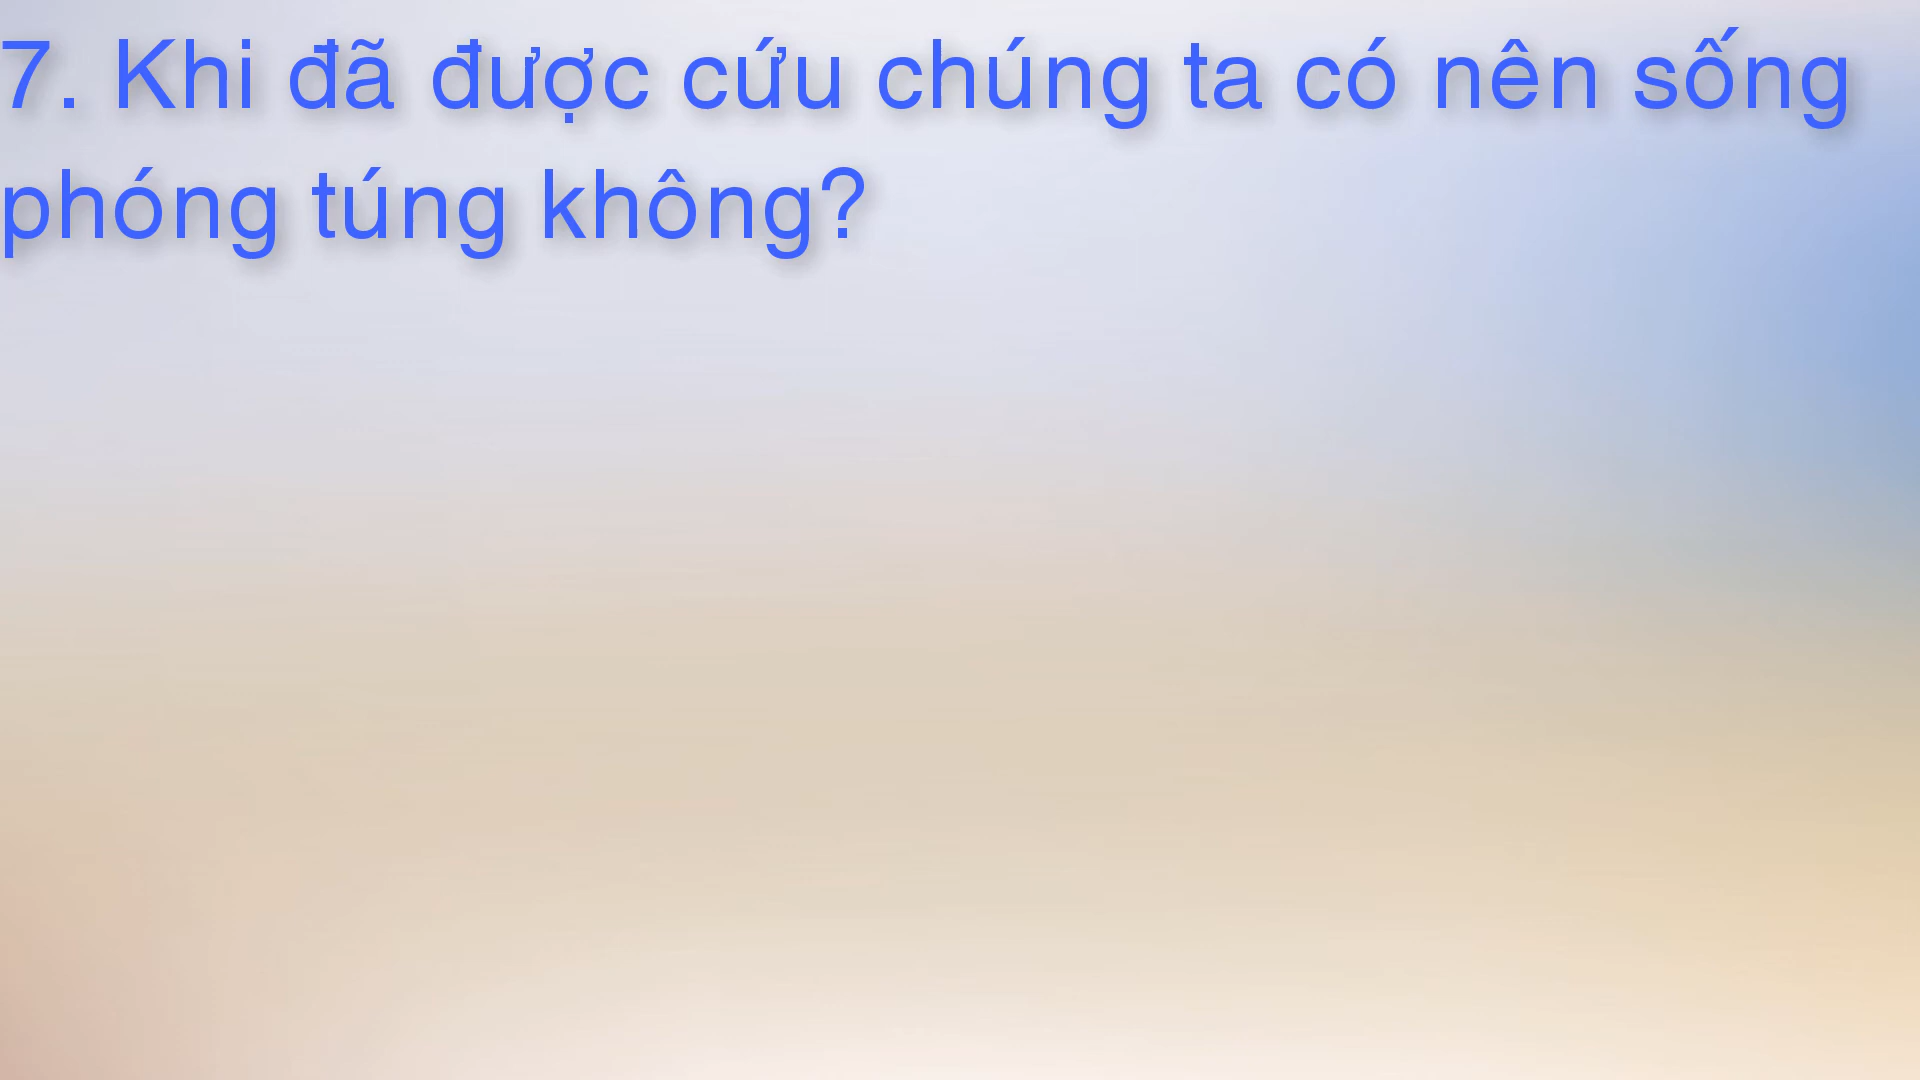 7. Khi đã được cứu chúng ta có nên sống
phóng túng không?